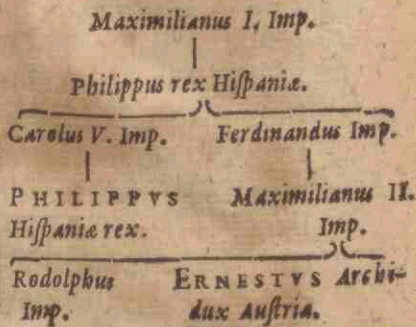 Maximilianus I. Imp.
Philippus rex Hiſpaniæ.
Carolus V. Imp. Ferdinandus Imp.
PHILIPPVS Maximilianus II.
Hiſpaniæ rex. Imp.
Rodolphus ERNESTVS Archi-
Imp. dux Auſtriæ.